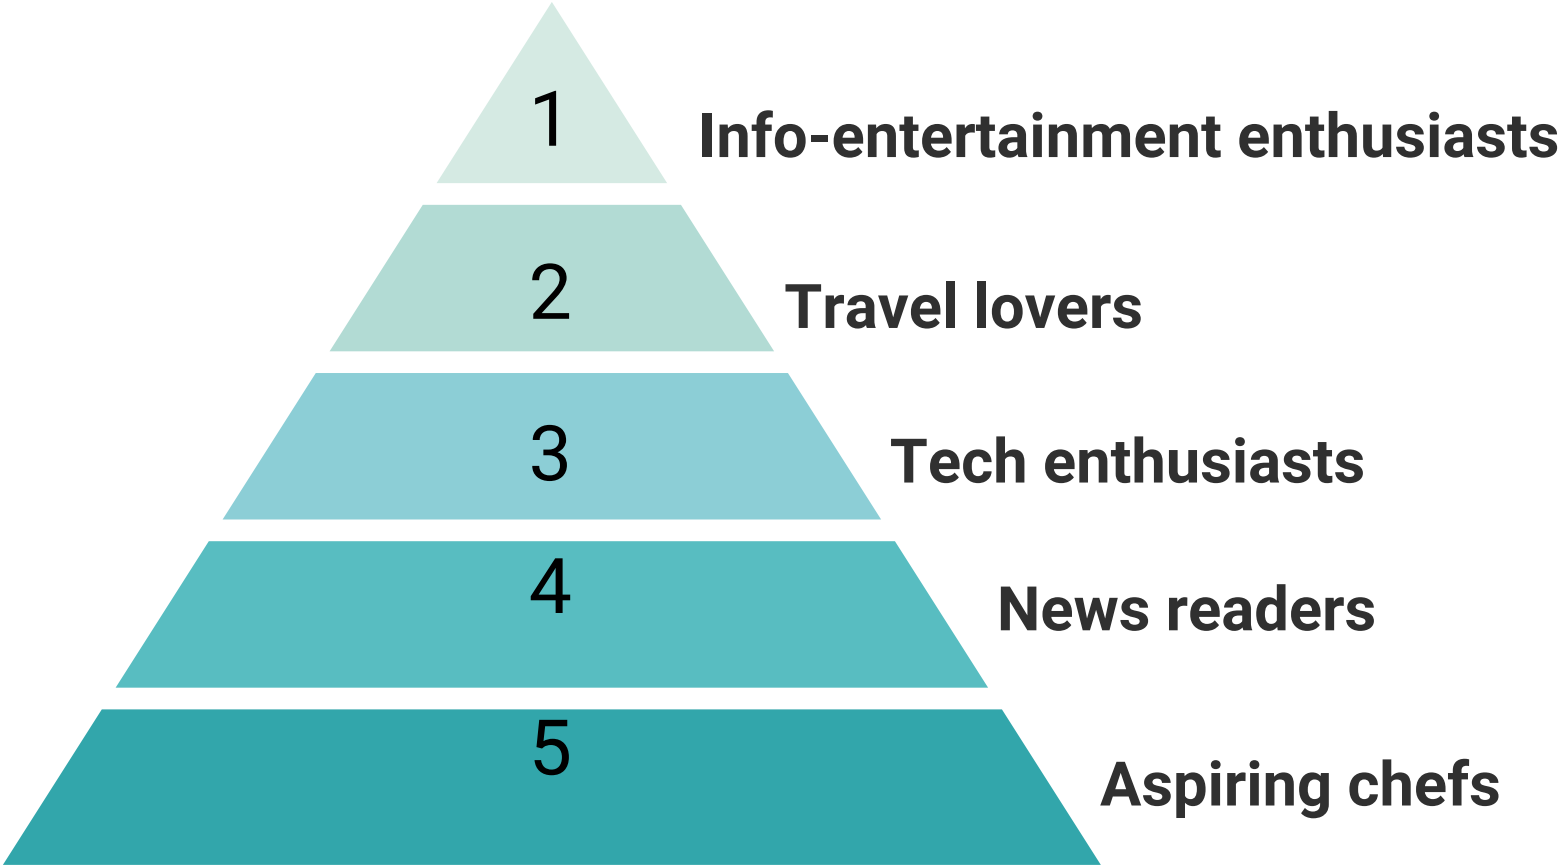 1
Info-entertainment enthusiasts
2
Travel lovers
3
Tech enthusiasts
4
News readers
5
Aspiring chefs